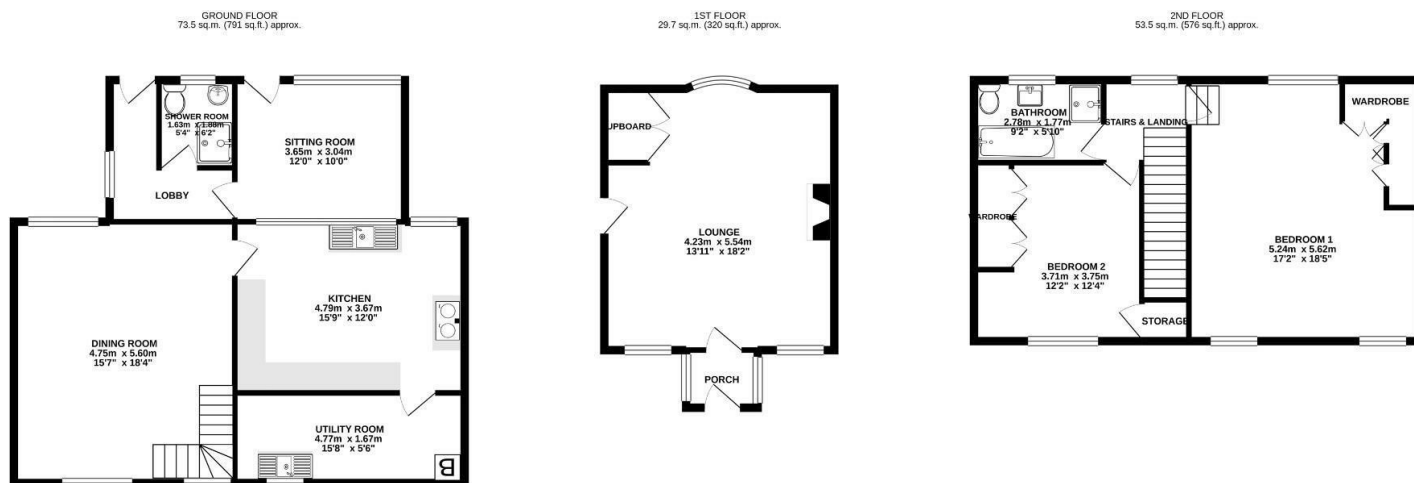 GROUND FLOOR
73.5 sq.m. (791 sq.ft.) approx.
SHOWER ROOM
1.63m x 1.88m
5'4" x 6'2"
SITTING ROOM
3.65m x 3.04m
12'0" x 10'0"
LOBBY
KITCHEN
4.79m x 3.67m
15'9" x 12'0"
DINING ROOM
4.75m x 5.60m
15'7" x 18'4"
UTILITY ROOM
4.77m x 1.67m
15'8" x 5'6"
B
1ST FLOOR
29.7 sq.m. (320 sq.ft.) approx.
UPBOARD
LOUNGE
4.23m x 5.54m
13'11" x 18'2"
PORCH
2ND FLOOR
53.5 sq.m. (576 sq.ft.) approx.
BATHROOM
2.78m x 1.77m
9'2" x 5'10"
STAIRS & LANDING
WARDROBE
WARDROBE
BEDROOM 1
5.24m x 5.62m
17'2" x 18'5"
BEDROOM 2
3.71m x 3.75m
12'2" x 12'4"
STORAGE